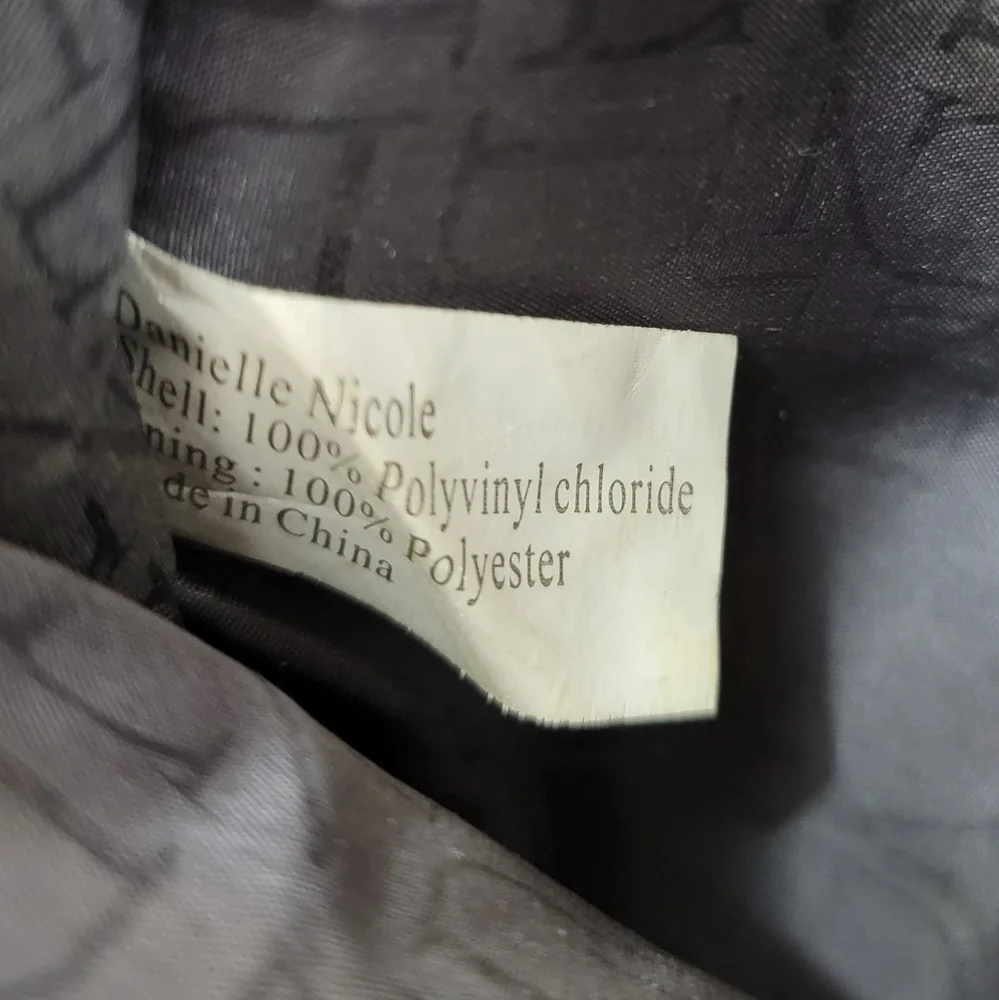 Danielle Nicole
Shell: 100% Polyvinyl chloride
ning : 100% Polyester
de in China